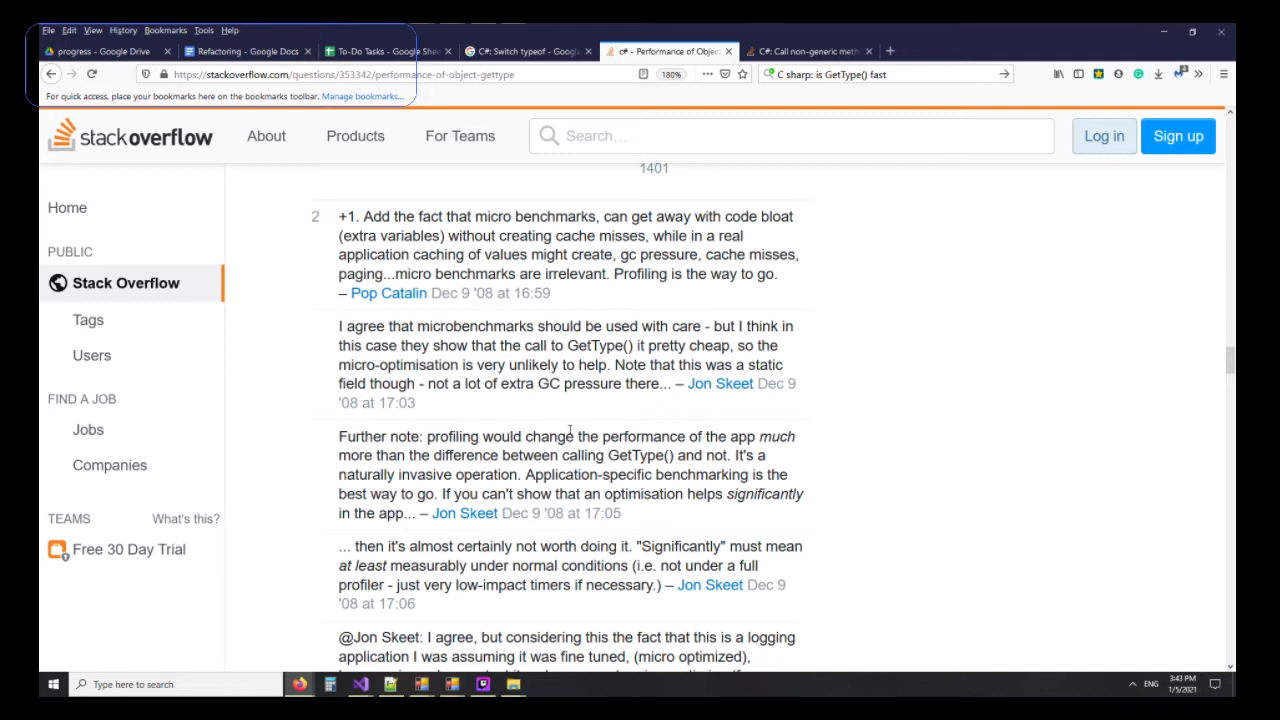 File Edit View History Bookmarks Tools Help
progress - Google Drive
Refactoring - Google Docs
To-Do Tasks - Google She
C#: Switch typeof - Googl
c# - Performance of Objec
C#: Call non-generic meth
https://stackoverflow.com/questions/353342/performance-of-object-gettype
180%
C sharp: is GetType() fast
For quick access, place your bookmarks here on the bookmarks toolbar. Manage bookmarks...
stackoverflow
About
Products
For Teams
Search...
Log in
Sign up
Home
PUBLIC
Stack Overflow
Tags
Users
FIND A JOB
Jobs
Companies
TEAMS What's this?
Free 30 Day Trial
1401
2 +1. Add the fact that micro benchmarks, can get away with code bloat
(extra variables) without creating cache misses, while in a real
application caching of values might create, gc pressure, cache misses,
paging...micro benchmarks are irrelevant. Profiling is the way to go.
– Pop Catalin Dec 9 '08 at 16:59
I agree that microbenchmarks should be used with care - but I think in
this case they show that the call to GetType() it pretty cheap, so the
micro-optimisation is very unlikely to help. Note that this was a static
field though - not a lot of extra GC pressure there... – Jon Skeet Dec 9
'08 at 17:03
Further note: profiling would change the performance of the app much
more than the difference between calling GetType() and not. It's a
naturally invasive operation. Application-specific benchmarking is the
best way to go. If you can't show that an optimisation helps significantly
in the app... – Jon Skeet Dec 9 '08 at 17:05
... then it's almost certainly not worth doing it. "Significantly" must mean
at least measurably under normal conditions (i.e. not under a full
profiler - just very low-impact timers if necessary.) – Jon Skeet Dec 9
'08 at 17:06
@Jon Skeet: I agree, but considering this the fact that this is a logging
application I was assuming it was fine tuned, (micro optimized),
Type here to search
ENG
3:43 PM
1/5/2021